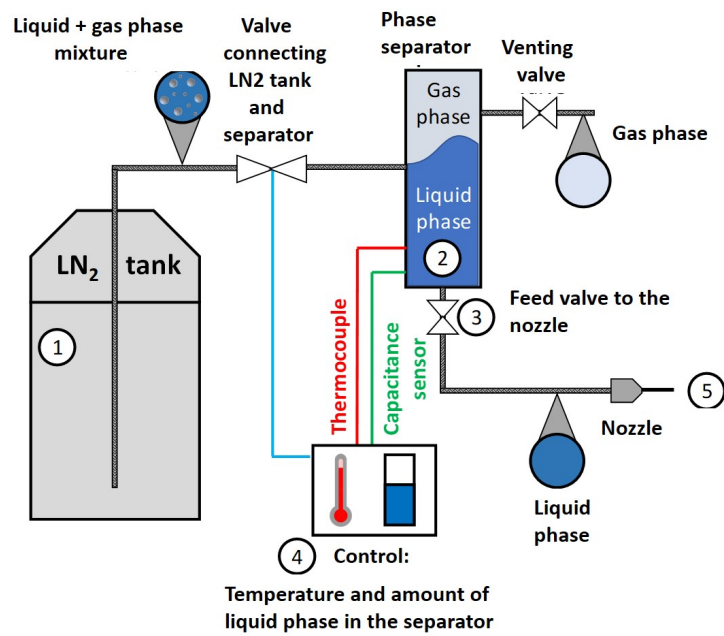 Liquid + gas phase
mixture
Valve
connecting
LN2 tank
and
separator
Phase
separator
Venting
valve
Gas
phase
Gas phase
Liquid
phase
2
LN2 tank
1
Thermocouple
Capacitance
sensor
3
Feed valve to the
nozzle
5
Nozzle
Liquid
phase
4
Control:
Temperature and amount of
liquid phase in the separator